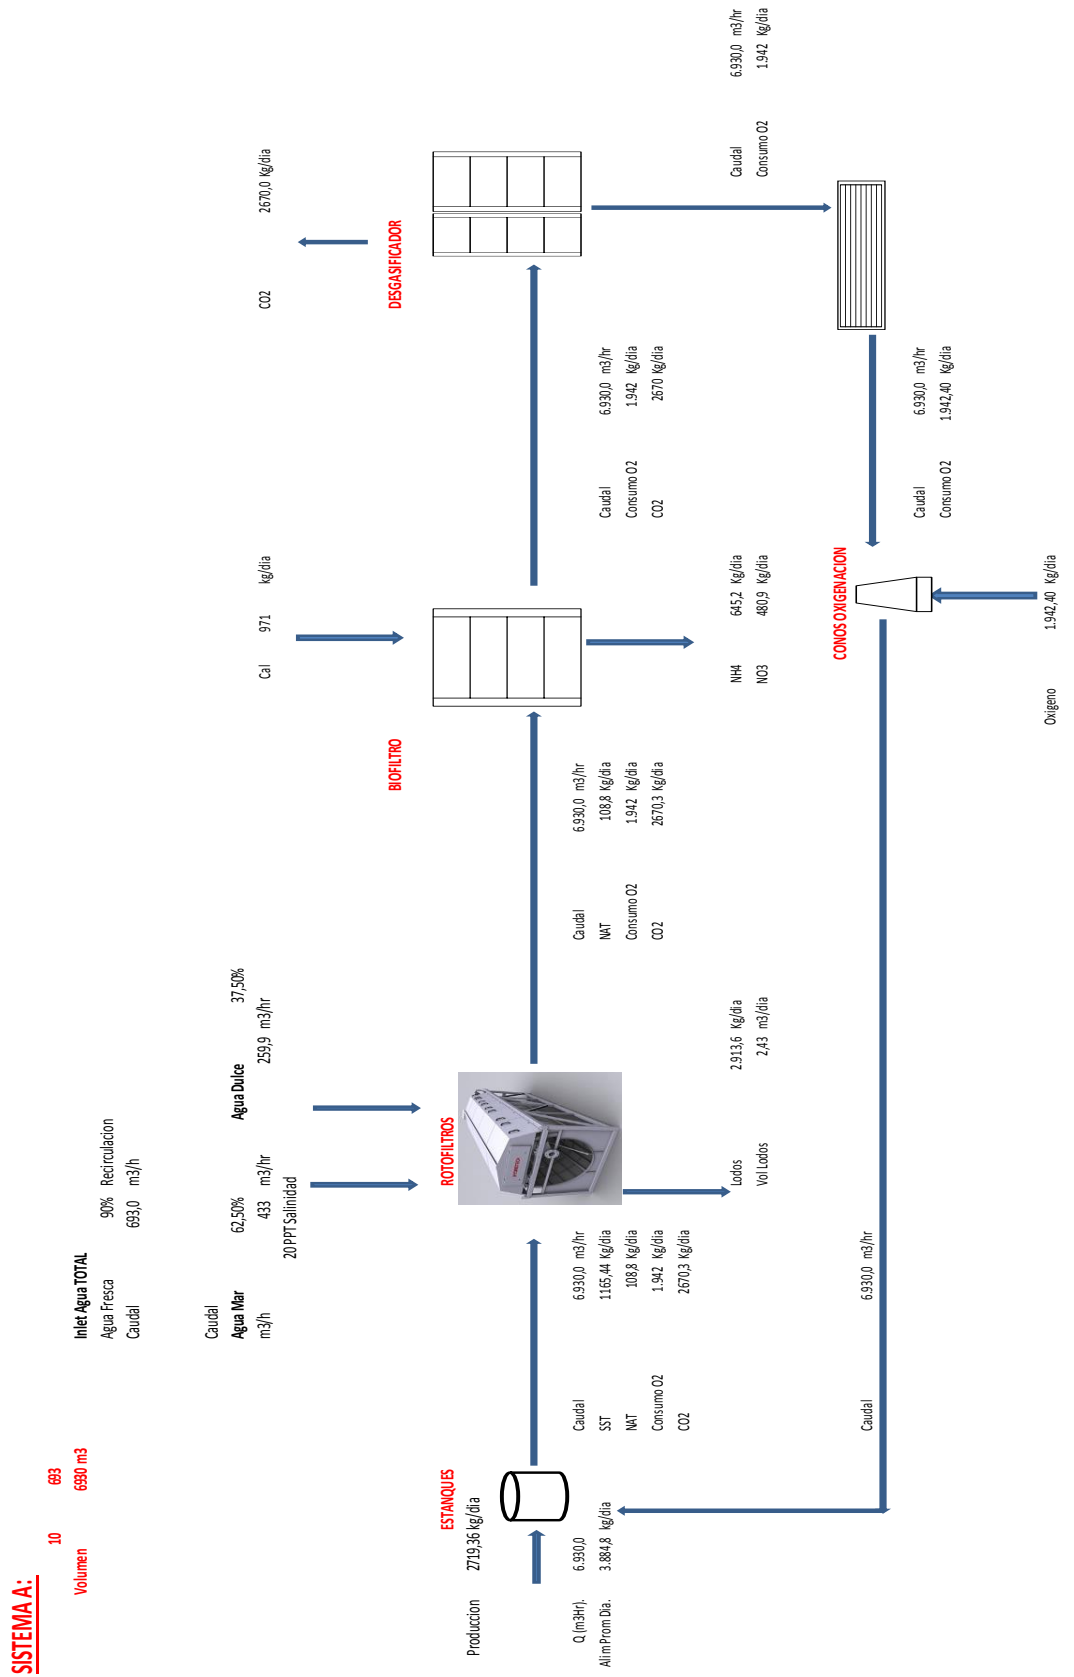 SISTEMA A:
10 693
Volumen 6930 m3
Inlet Agua TOTAL
Agua Fresca 90% Recirculacion
Caudal 693,0 m3/h
Caudal
Agua Mar 62,50% Agua Dulce 37,50%
m3/h 433 m3/hr 259,9 m3/hr
20 PPT Salinidad
Cal 971 kg/dia
CO2 2670,0 Kg/dia
ESTANQUES
ROTOFILTROS
BIOFILTRO
DESGASIFICADOR
Produccion 2719,36 kg/dia
Q (m3Hr). 6.930,0
Alim Prom Dia. 3.884,8 kg/dia
Caudal 6.930,0 m3/hr
SST 1165,44 Kg/dia
NAT 108,8 Kg/dia
Consumo O2 1.942 Kg/dia
CO2 2670,3 Kg/dia
Lodos 2.913,6 Kg/dia
Vol Lodos 2,43 m3/dia
Caudal 6.930,0 m3/hr
NAT 108,8 Kg/dia
Consumo O2 1.942 Kg/dia
CO2 2670,3 Kg/dia
NH4 645,2 Kg/dia
NO3 480,9 Kg/dia
Caudal 6.930,0 m3/hr
Consumo O2 1.942 Kg/dia
CO2 2670 Kg/dia
Caudal 6.930,0 m3/hr
Consumo O2 1.942 Kg/dia
CONOS OXIGENACION
Caudal 6.930,0 m3/hr
Caudal 6.930,0 m3/hr
Consumo O2 1.942,40 Kg/dia
Oxigeno 1.942,40 Kg/dia